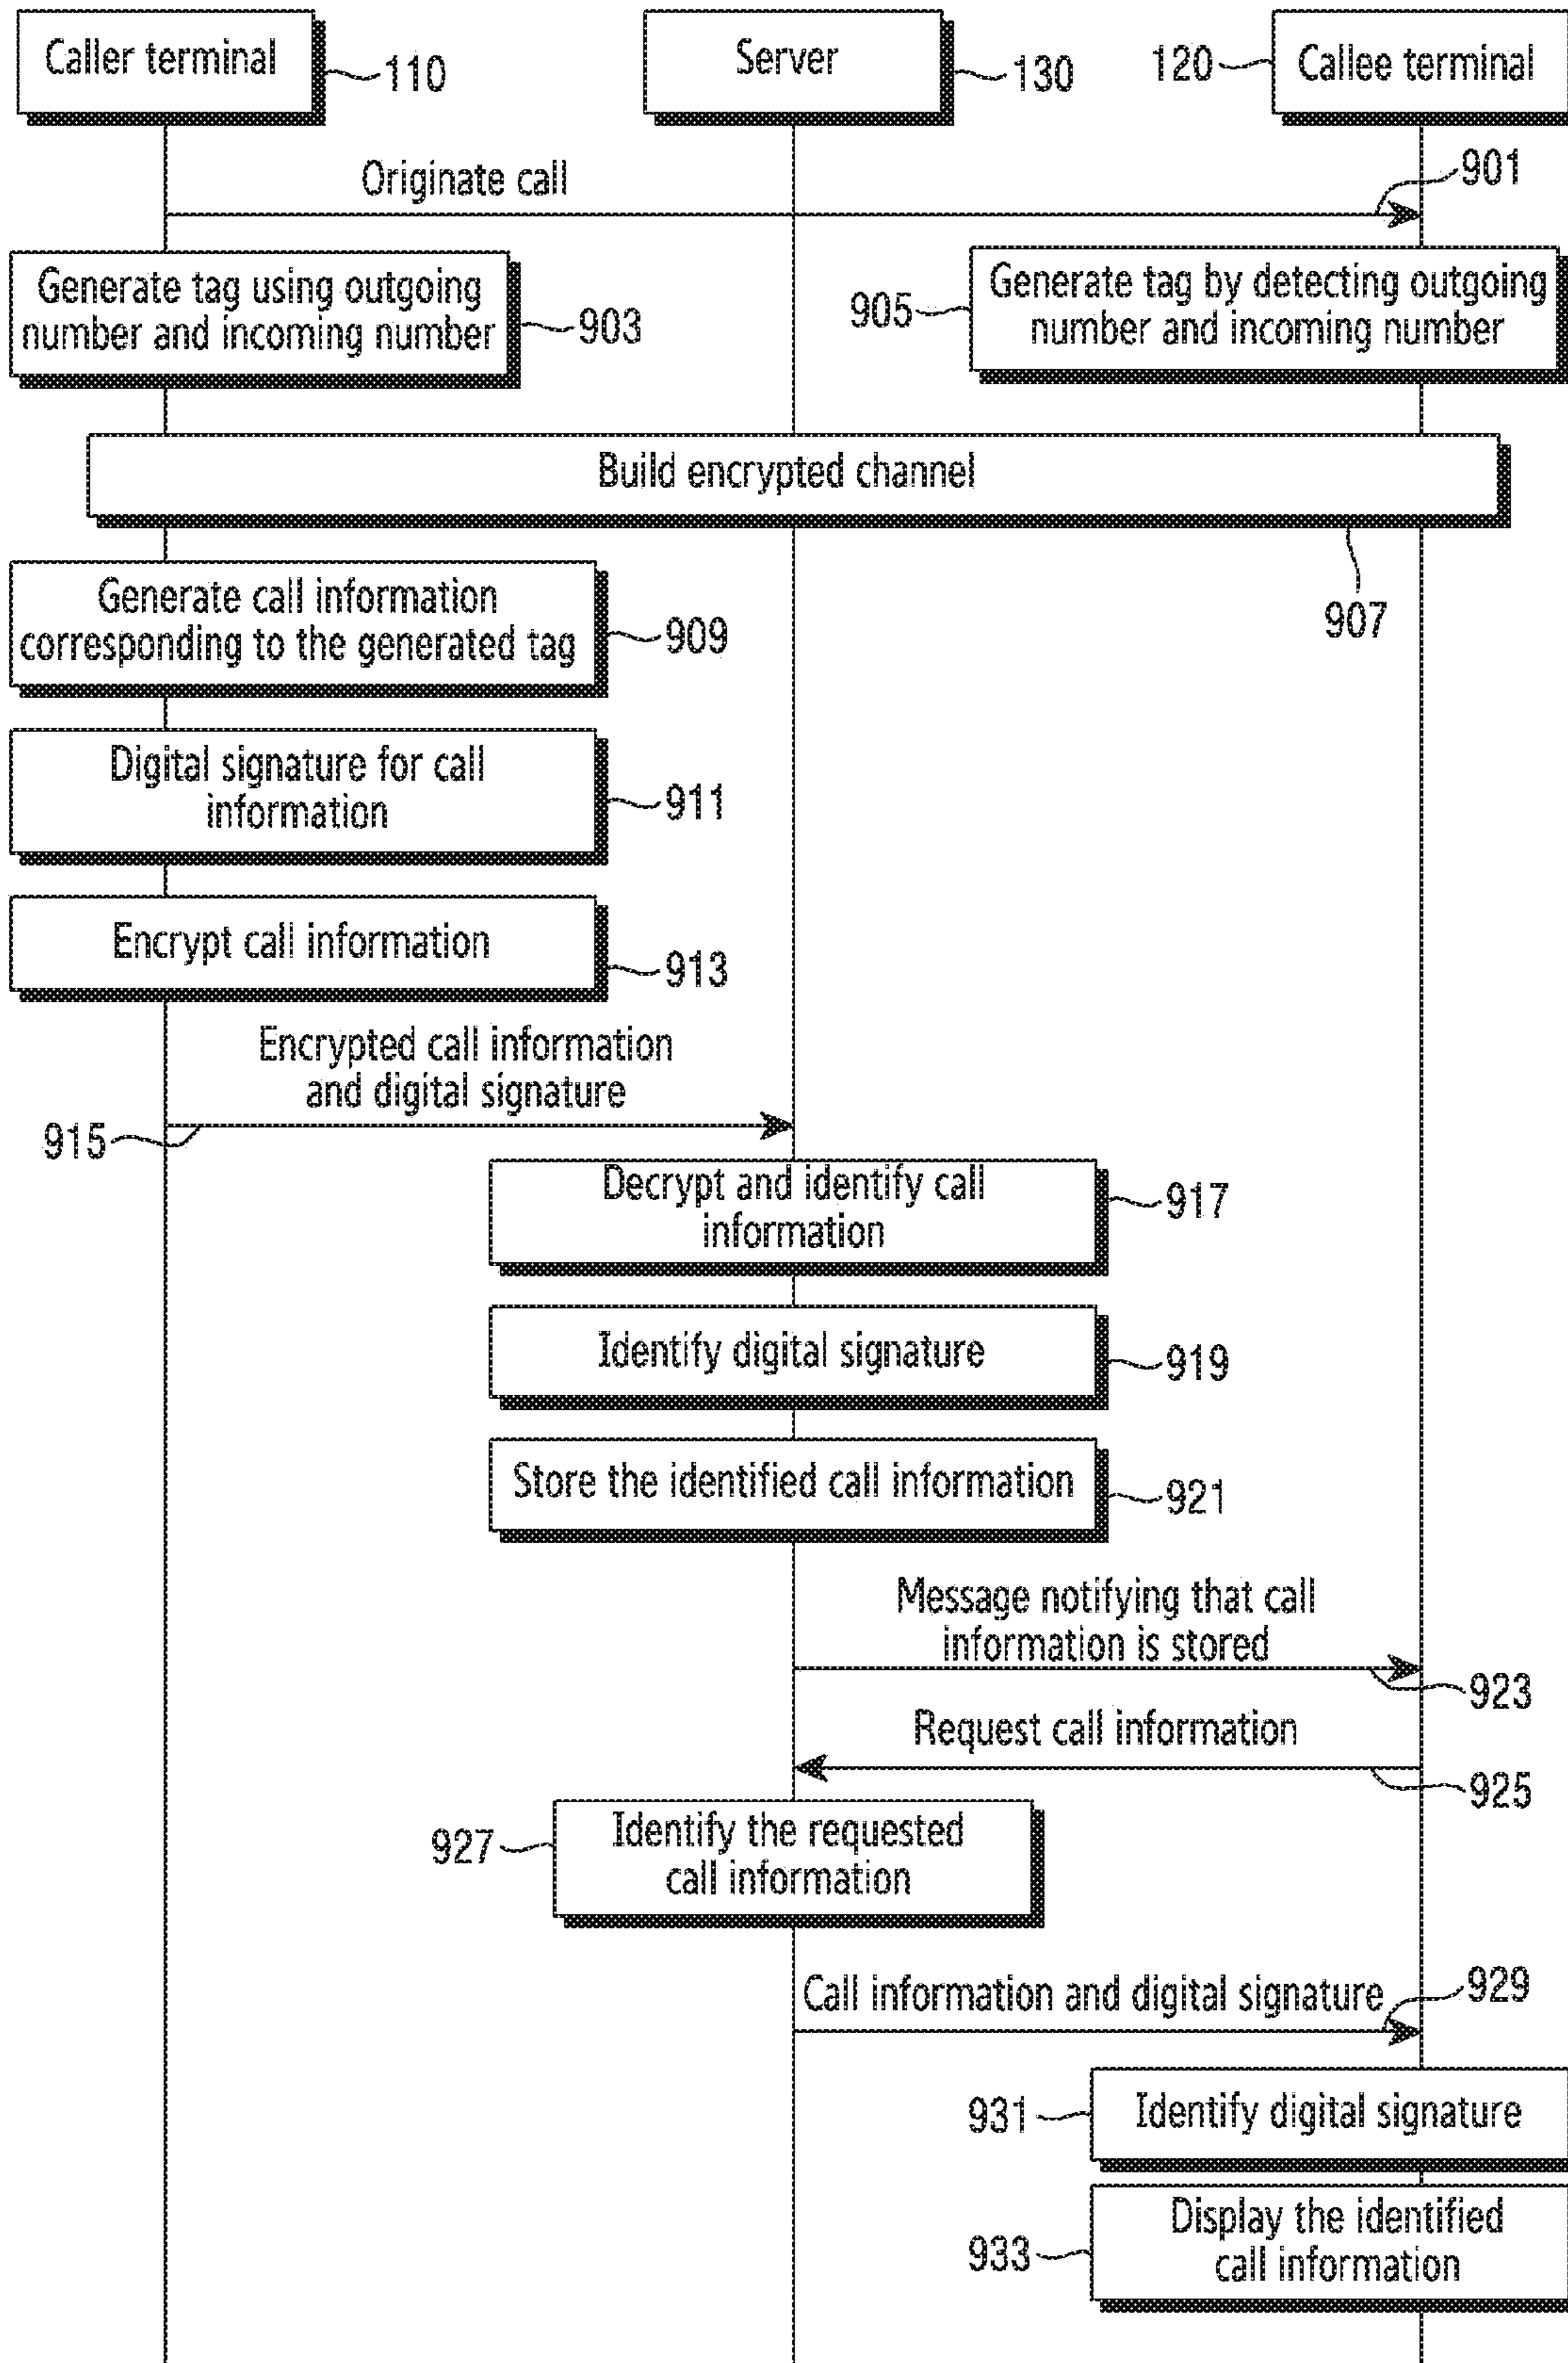 Caller terminal
110
Server
130
120
Callee terminal
Originate call
901
Generate tag using outgoing
number and incoming number
903
905
Generate tag by detecting outgoing
number and incoming number
Build encrypted channel
907
Generate call information
corresponding to the generated tag
909
Digital signature for call
information
911
Encrypt call information
913
Encrypted call information
and digital signature
915
Decrypt and identify call
information
917
Identify digital signature
919
Store the identified call information
921
Message notifying that call
information is stored
923
Request call information
925
927
Identify the requested
call information
Call information and digital signature
929
931
Identify digital signature
933
Display the identified
call information